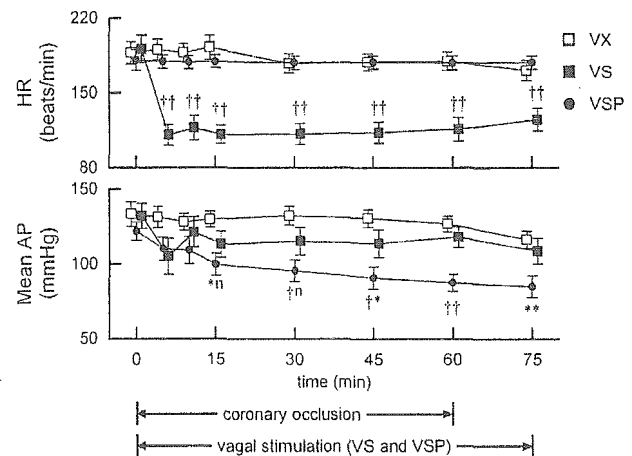 HR
(beats/min)
220
150
80
†† †† †† †† †† †† ††
VX
VS
VSP
Mean AP
(mmHg)
150
100
50
*n †n †* †† **
0 15 30 45 60 75
time (min)
coronary occlusion
vagal stimulation (VS and VSP)